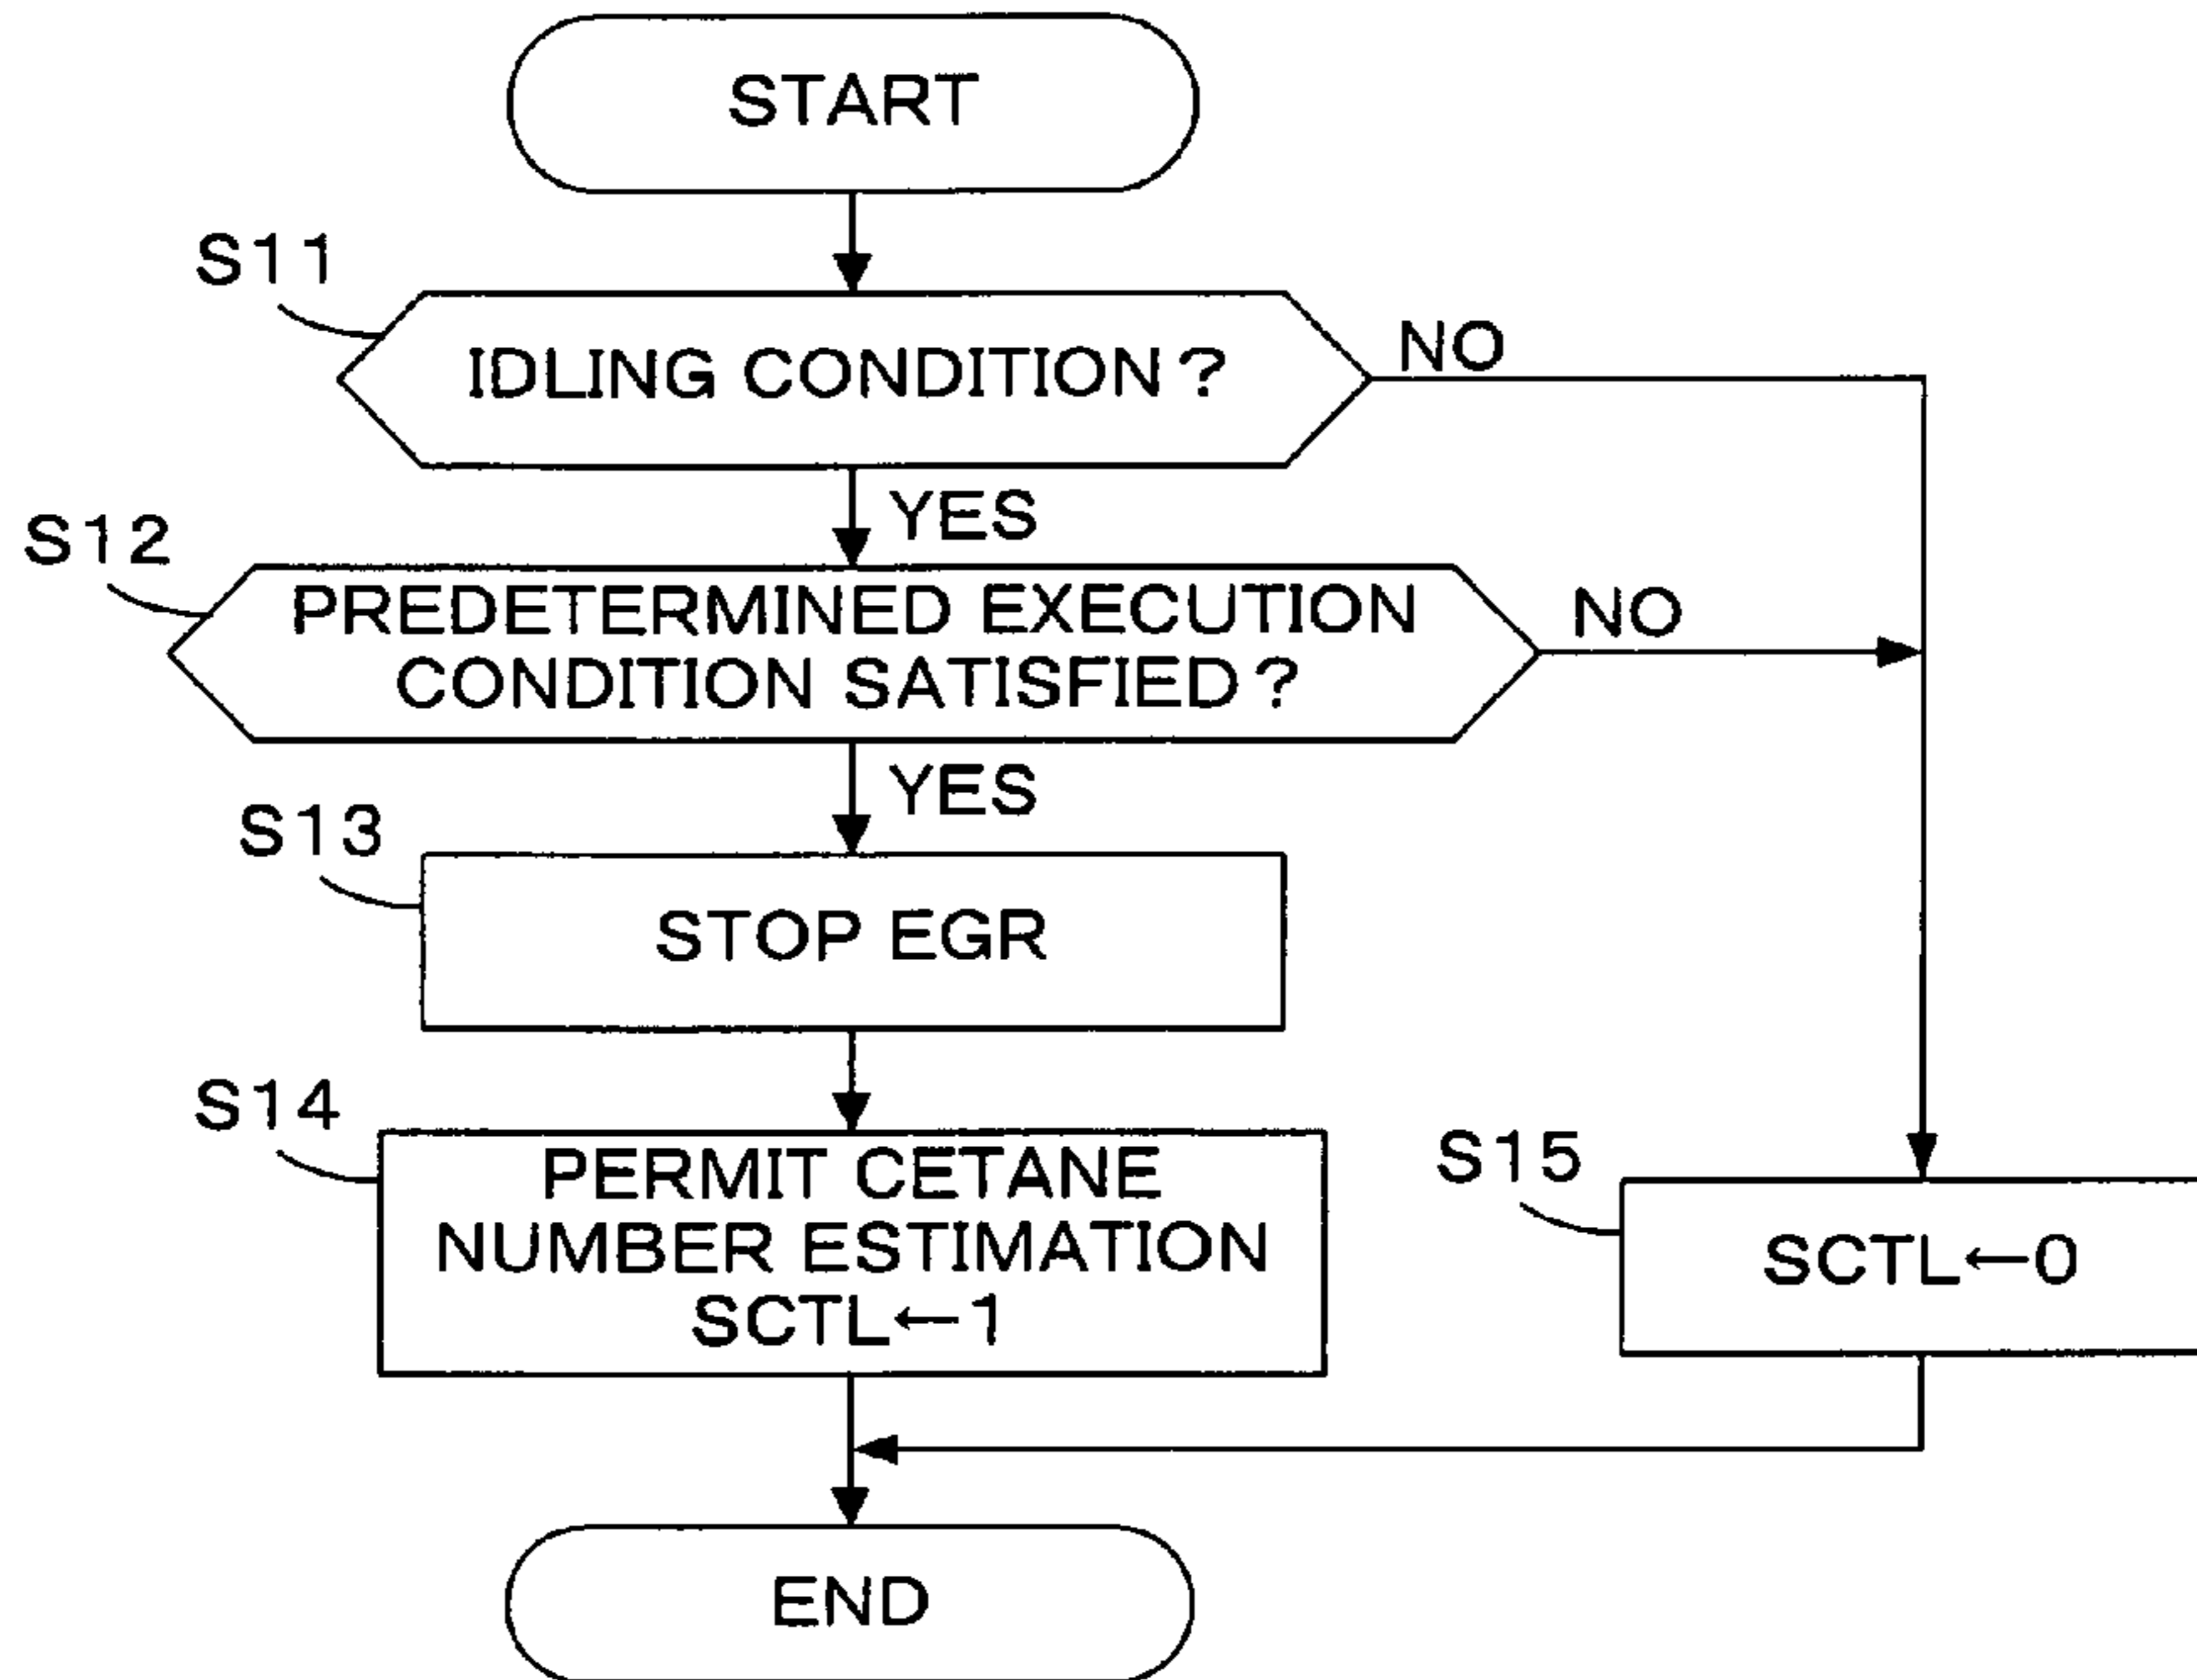 START
S11
IDLING CONDITION?
NO
YES
S12
PREDETERMINED EXECUTION
CONDITION SATISFIED?
NO
YES
S13
STOP EGR
S14
PERMIT CETANE
NUMBER ESTIMATION
SCTL←1
S15
SCTL←0
END